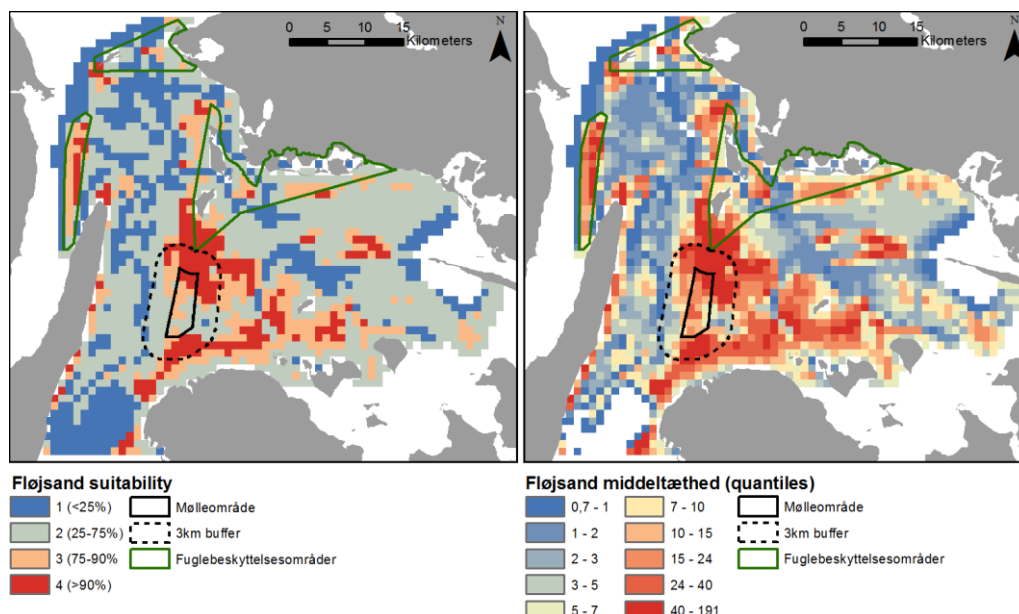 0 5 10 15
Kilometers
N
0 5 10 15
Kilometers
N
Fløjsand suitability
1 (<25%)
2 (25-75%)
3 (75-90%
4 (>90%)
Mølleområde
3km buffer
Fuglebeskyttelsesområder
Fløjsand middeltæthed (quantiles)
0,7 - 1
1 - 2
2 - 3
3 - 5
5 - 7
7 - 10
10 - 15
15 - 24
24 - 40
40 - 191
Mølleområde
3km buffer
Fuglebeskyttelsesområder